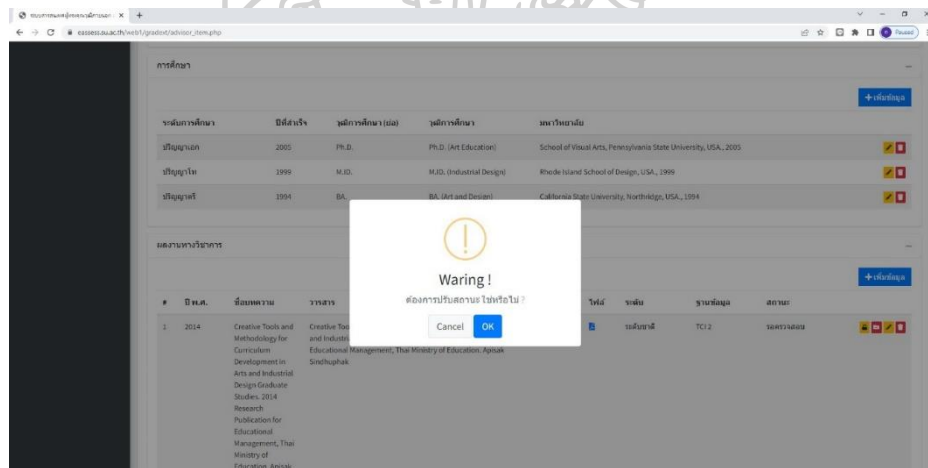 eassess.su.ac.th/web1/gradext/advisor_item.php
Paused
การศึกษา
+ เพิ่มข้อมูล
ระดับการศึกษา ปีที่สำเร็จ วุฒิการศึกษา (ย่อ) วุฒิการศึกษา มหาวิทยาลัย
ปริญญาเอก 2005 Ph.D. Ph.D. (Art Education) School of Visual Arts, Pennsylvania State University, USA., 2005
ปริญญาโท 1999 M.ID. M.ID. (Industrial Design) Rhode Island School of Design, USA., 1999
ปริญญาตรี 1994 BA. BA. (Art and Design) California State University, Northridge, USA., 1994
ผลงานทางวิชาการ
+ เพิ่มข้อมูล
Waring !
ต้องการปรับสถานะ ใช่หรือไม่ ?
Cancel OK
# ปี พ.ศ. ชื่อบทความ วารสาร ไฟล์ ระดับ ฐานข้อมูล สถานะ
1 2014 Creative Tools and Creative Too ระดับชาติ TCI 2 รอตรวจสอบ
Methodology for and Industri
Curriculum Educational Management, Thai Ministry of Education. Apisak
Development in Sindhuphak
Arts and Industrial
Design Graduate
Studies. 2014
Research
Publication for
Educational
Management, Thai
Ministry of
Education. Apisak